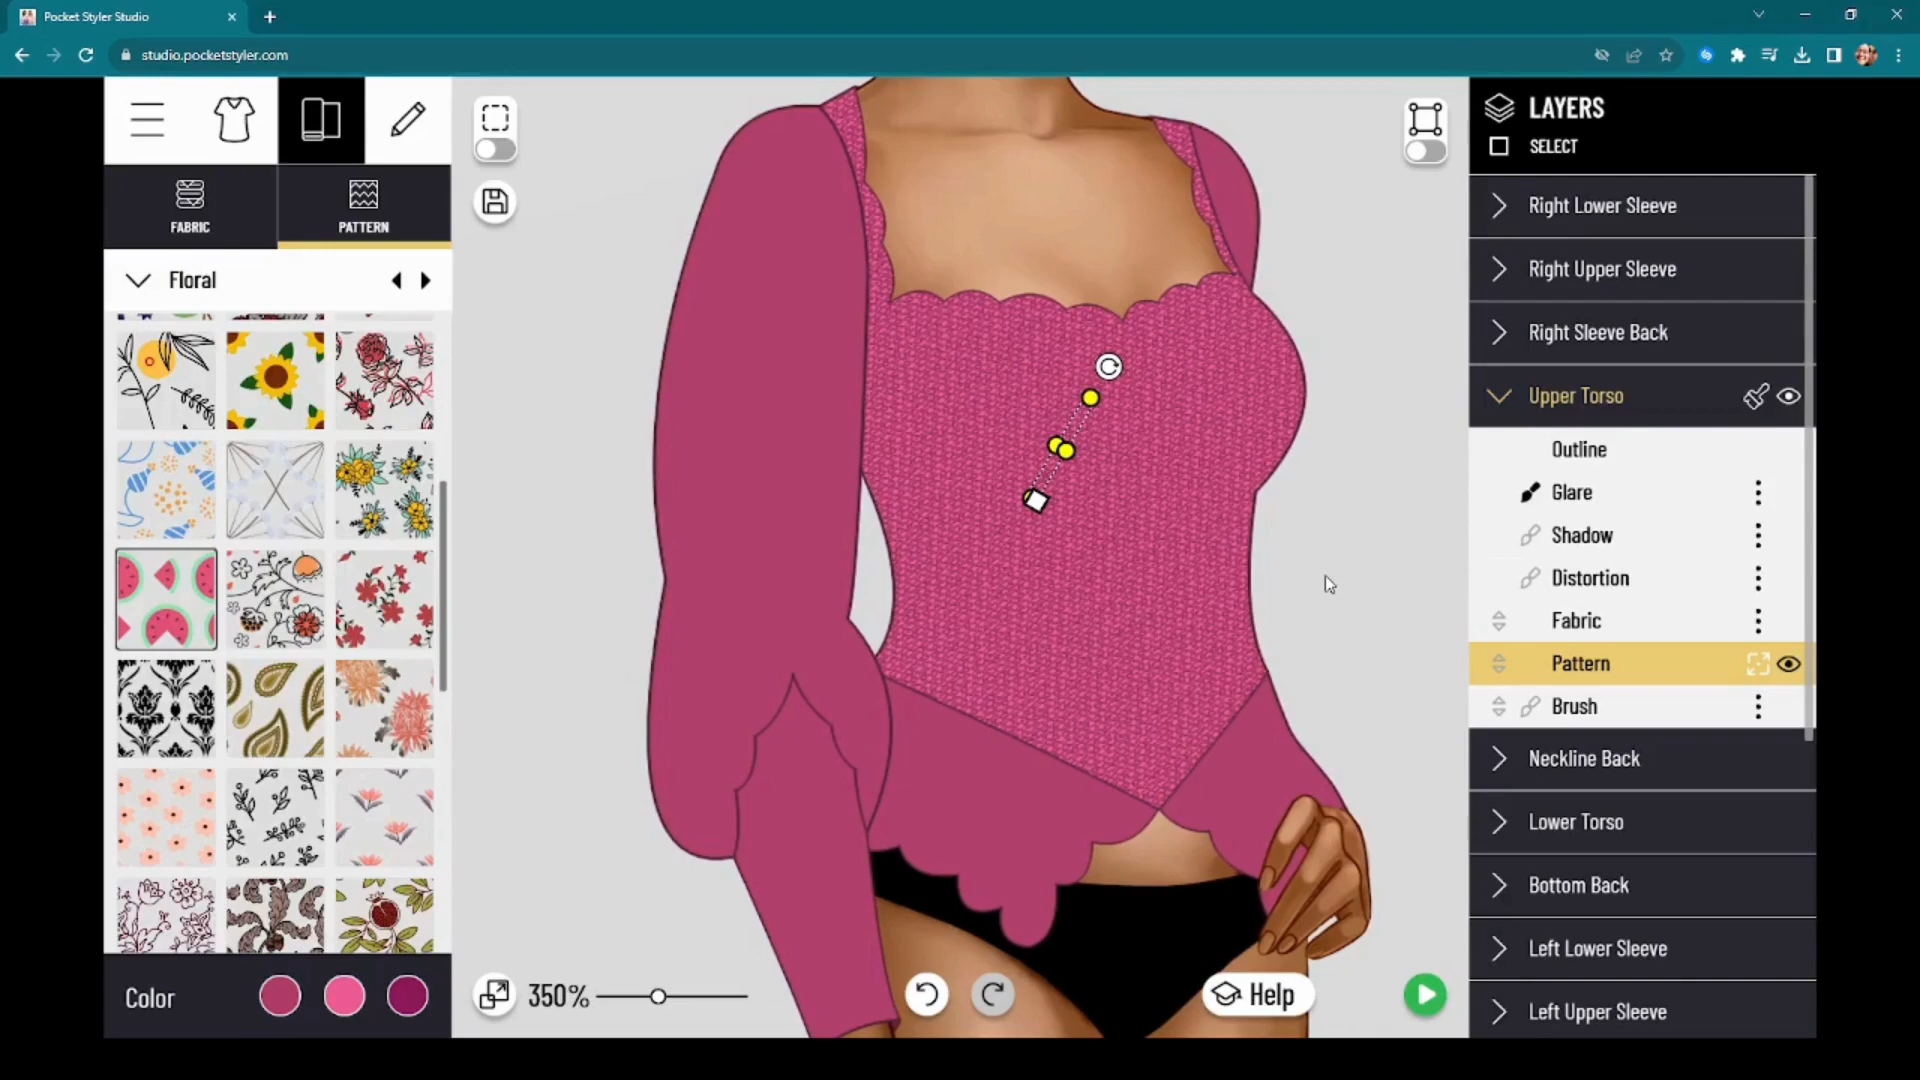 Pocket Styler Studio
studio.pocketstyler.com
FABRIC
PATTERN
Floral
Color
350%
Help
LAYERS
SELECT
Right Lower Sleeve
Right Upper Sleeve
Right Sleeve Back
Upper Torso
Outline
Glare
Shadow
Distortion
Fabric
Pattern
Brush
Neckline Back
Lower Torso
Bottom Back
Left Lower Sleeve
Left Upper Sleeve